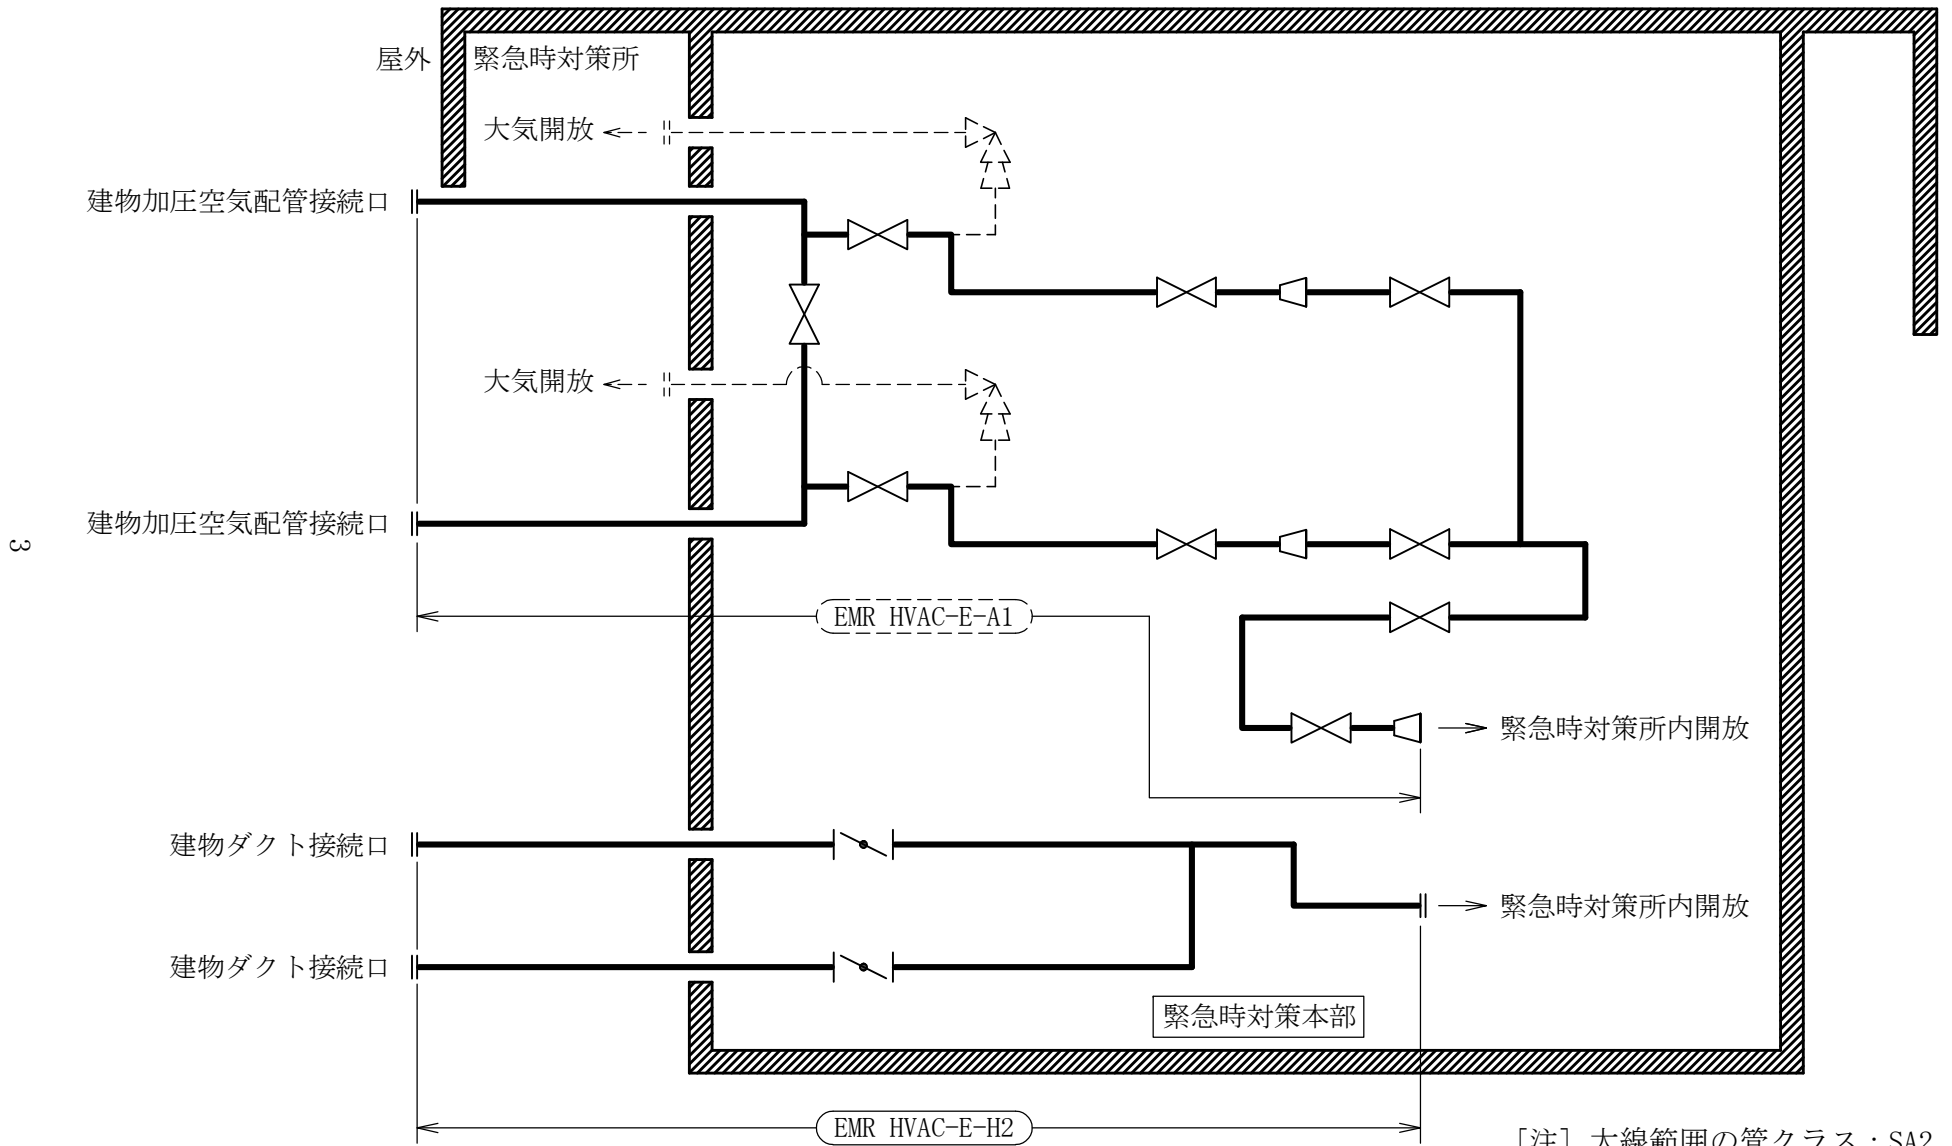 屋外
緊急時対策所
大気開放
建物加圧空気配管接続口
大気開放
建物加圧空気配管接続口
3
EMR HVAC-E-A1
緊急時対策所内開放
建物ダクト接続口
緊急時対策所内開放
建物ダクト接続口
緊急時対策本部
EMR HVAC-E-H2
［注］太線範囲の管クラス：SA2